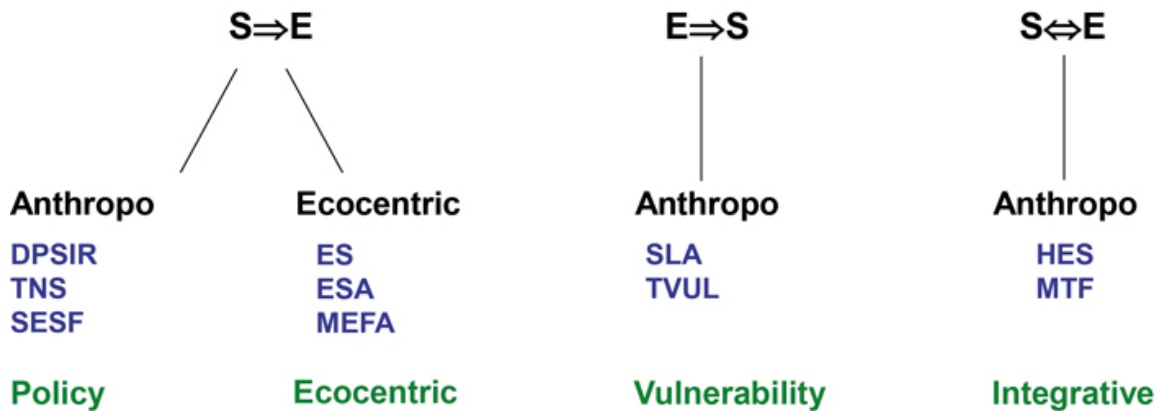 S⇒E E⇒S S⇔E
Anthropo Ecocentric Anthropo Anthropo
DPSIR ES SLA HES
TNS ESA TVUL MTF
SESF MEFA
Policy Ecocentric Vulnerability Integrative